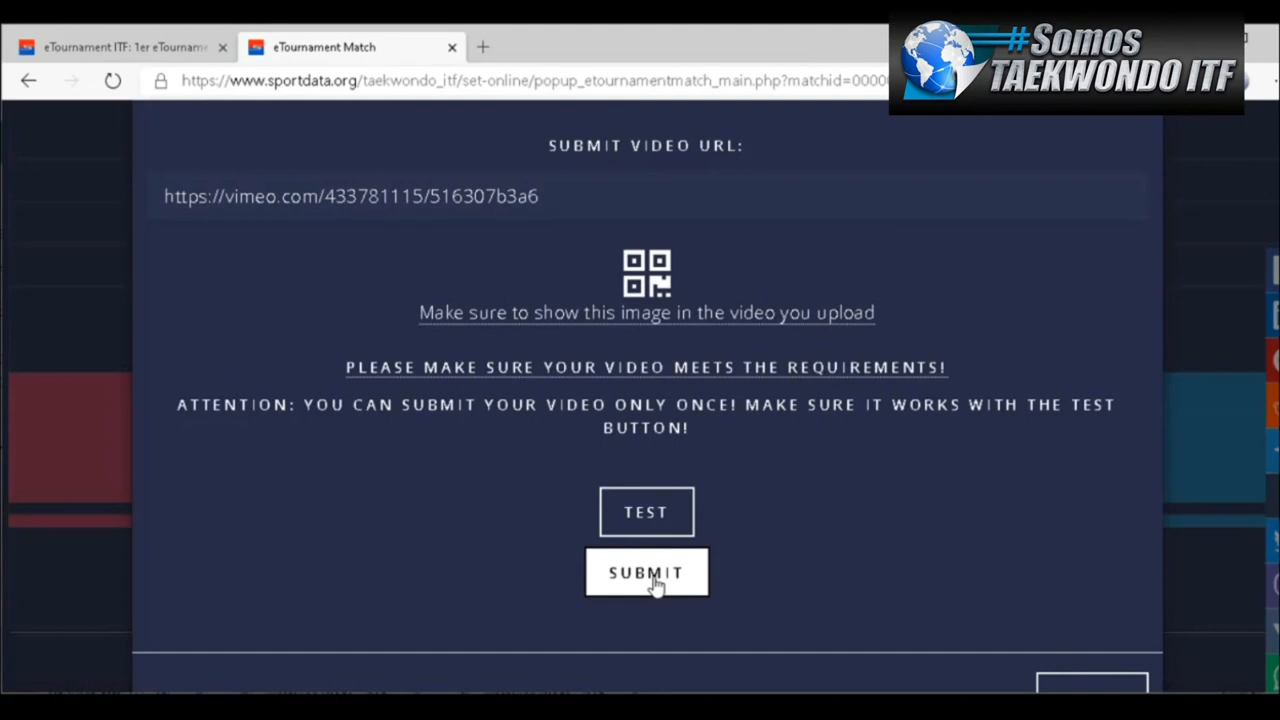 #Somos
TAEKWONDO ITF
eTournament ITF: 1er eTourname
eTournament Match
https://www.sportdata.org/taekwondo_itf/set-online/popup_etournamentmatch_main.php?matchid=0000
SUBMIT VIDEO URL:
https://vimeo.com/433781115/516307b3a6
Make sure to show this image in the video you upload
PLEASE MAKE SURE YOUR VIDEO MEETS THE REQUIREMENTS!
ATTENTION: YOU CAN SUBMIT YOUR VIDEO ONLY ONCE! MAKE SURE IT WORKS WITH THE TEST
BUTTON!
TEST
SUBMIT